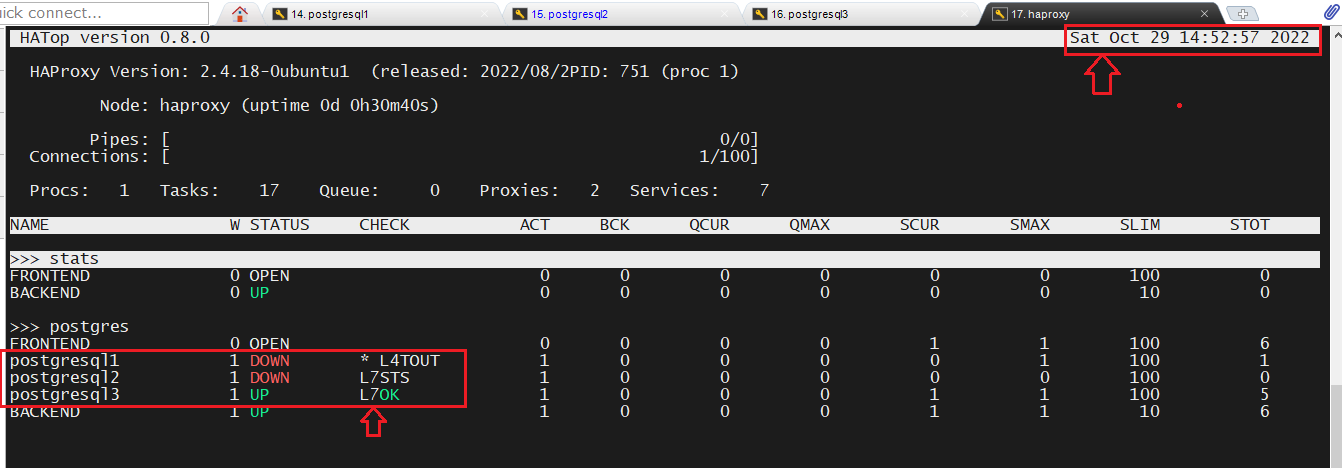 uick connect...
14. postgresql1
15. postgresql2
16. postgresql3
17. haproxy
HATop version 0.8.0 Sat Oct 29 14:52:57 2022
HAProxy Version: 2.4.18-0ubuntu1 (released: 2022/08/2PID: 751 (proc 1)
Node: haproxy (uptime 0d 0h30m40s)
Pipes: [ 0/0]
Connections: [ 1/100]
Procs: 1 Tasks: 17 Queue: 0 Proxies: 2 Services: 7
NAME W STATUS CHECK ACT BCK QCUR QMAX SCUR SMAX SLIM STOT
>>> stats
FRONTEND 0 OPEN 0 0 0 0 0 0 100 0
BACKEND 0 UP 0 0 0 0 0 0 10 0
>>> postgres
FRONTEND 0 OPEN 0 0 0 0 1 1 100 6
postgresql1 1 DOWN * L4TOUT 1 0 0 0 0 1 100 1
postgresql2 1 DOWN L7STS 1 0 0 0 0 0 100 0
postgresql3 1 UP L7OK 1 0 0 0 1 1 100 5
BACKEND 1 UP 1 0 0 0 1 1 10 6